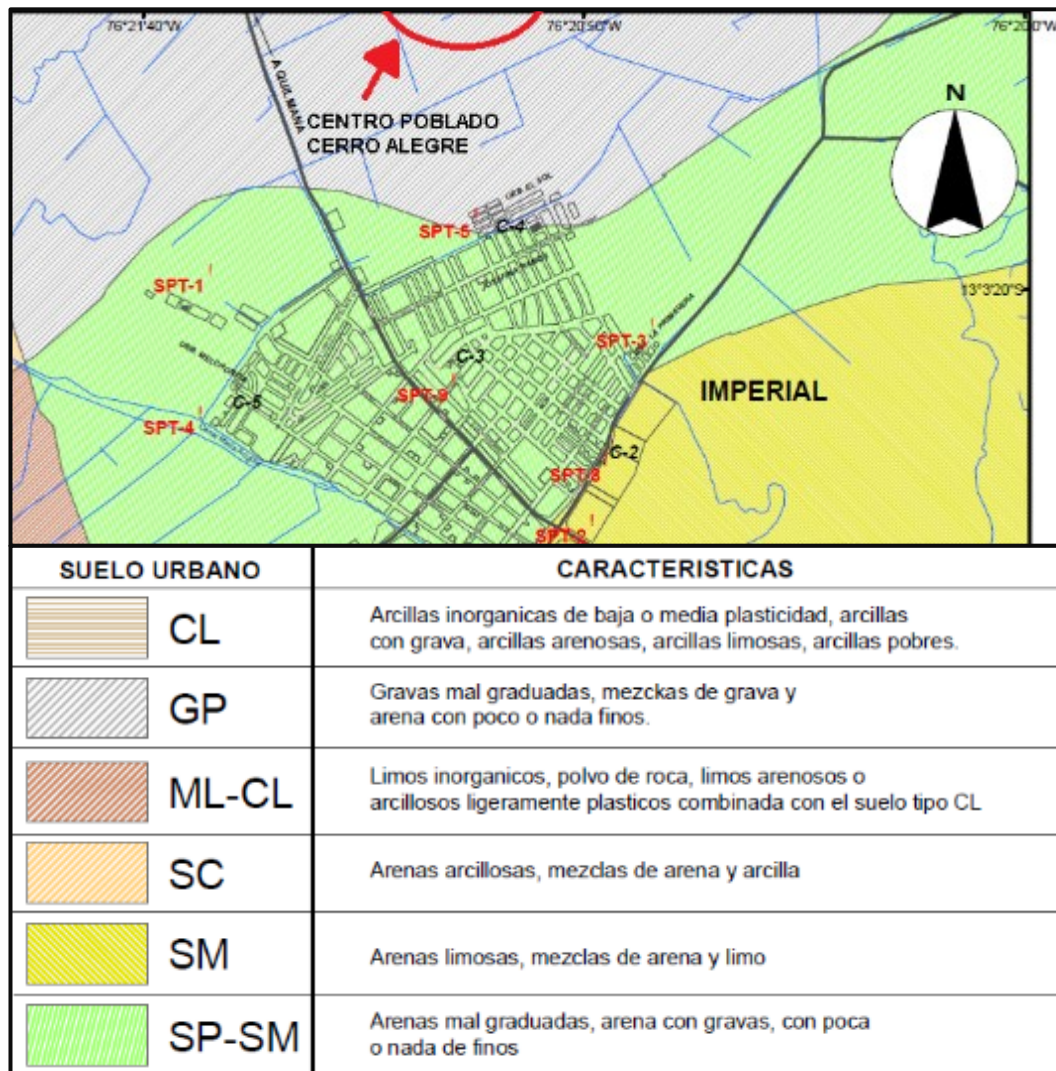 76°21'40"W
76°20'50"W
76°20'0"W
A QUILMANA
CENTRO POBLADO
CERRO ALEGRE
N
URB. EL SOL
SPT-5
C-4
SPT-1
13°3'20"S
SPT-3
C-3
IMPERIAL
SPT-9
C-5
SPT-4
C-2
SPT-8
SPT-2
SUELO URBANO
CARACTERISTICAS
CL
Arcillas inorganicas de baja o media plasticidad, arcillas
con grava, arcillas arenosas, arcillas limosas, arcillas pobres.
GP
Gravas mal graduadas, mezckas de grava y
arena con poco o nada finos.
ML-CL
Limos inorganicos, polvo de roca, limos arenosos o
arcillosos ligeramente plasticos combinada con el suelo tipo CL
SC
Arenas arcillosas, mezclas de arena y arcilla
SM
Arenas limosas, mezclas de arena y limo
SP-SM
Arenas mal graduadas, arena con gravas, con poca
o nada de finos